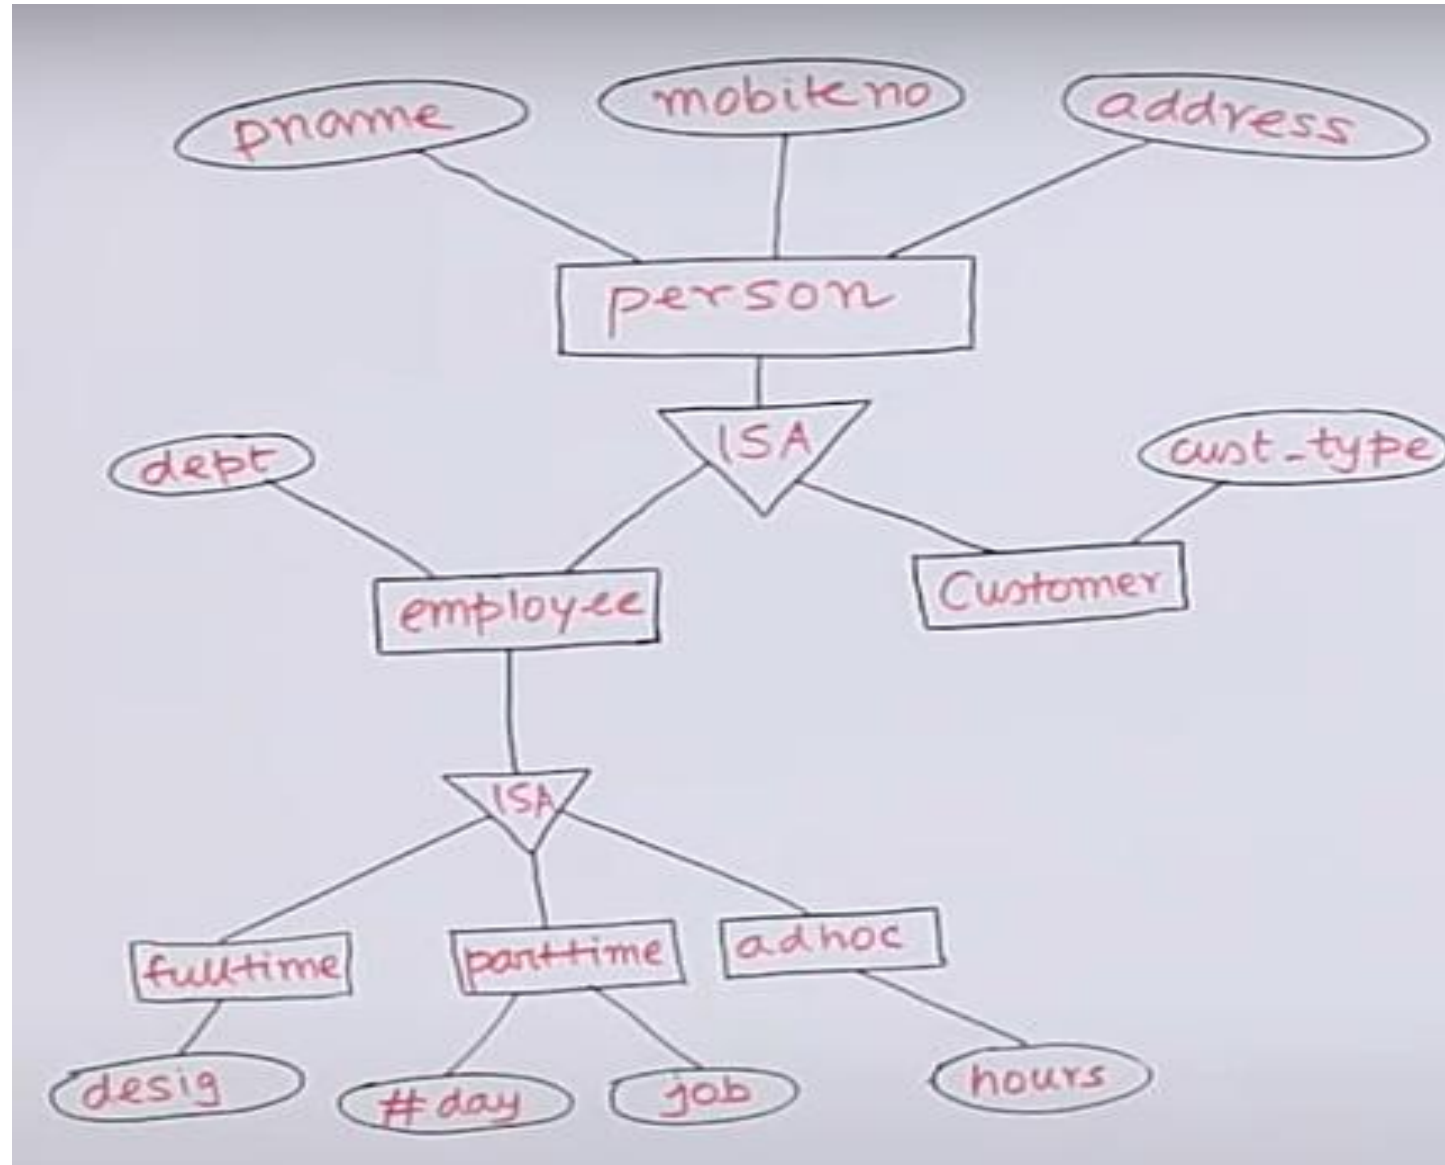 pname
mobileno
address
person
ISA
dept
cust_type
employee
Customer
ISA
fulltime
parttime
adhoc
desig
#day
job
hours